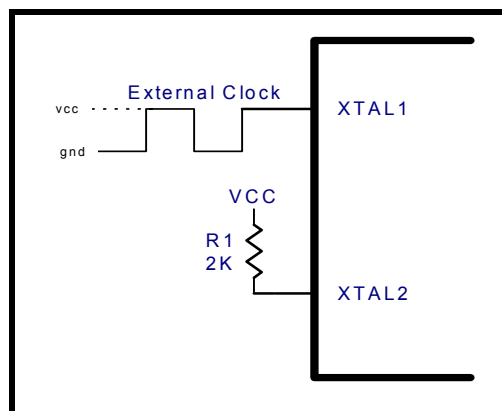 External Clock
vcc
XTAL1
gnd
VCC
R1
2K
XTAL2